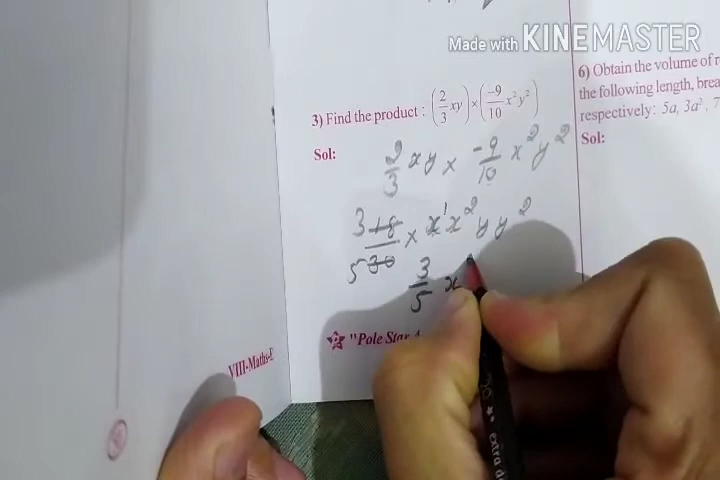 Made with KINEMASTER
3) Find the product : (2/3 xy) × (-9/10 x²y²)
Sol:
2/3 xy × -9/10 x²y²
3 -18/5 30 × x¹x² y y²
3/5 x
"Pole Star
VIII-Maths-
6) Obtain the volume of r
the following length, brea
respectively: 5a, 3a², 7
Sol:
extra d